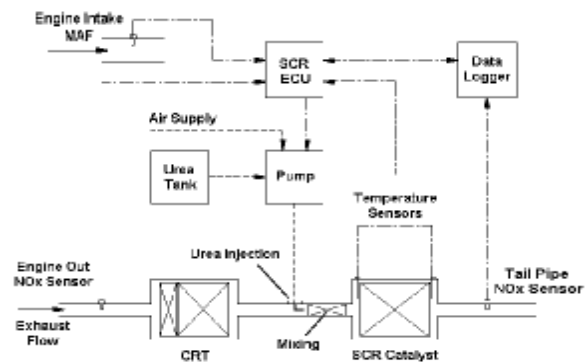 Engine Intake
MAF
SCR
ECU
Data
Logger
Air Supply
Urea
Tank
Pump
Temperature
Sensors
Urea Injection
Engine Out
NOx Sensor
Tail Pipe
NOx Sensor
Exhaust
Flow
CRT
Mixing
SCR Catalyst